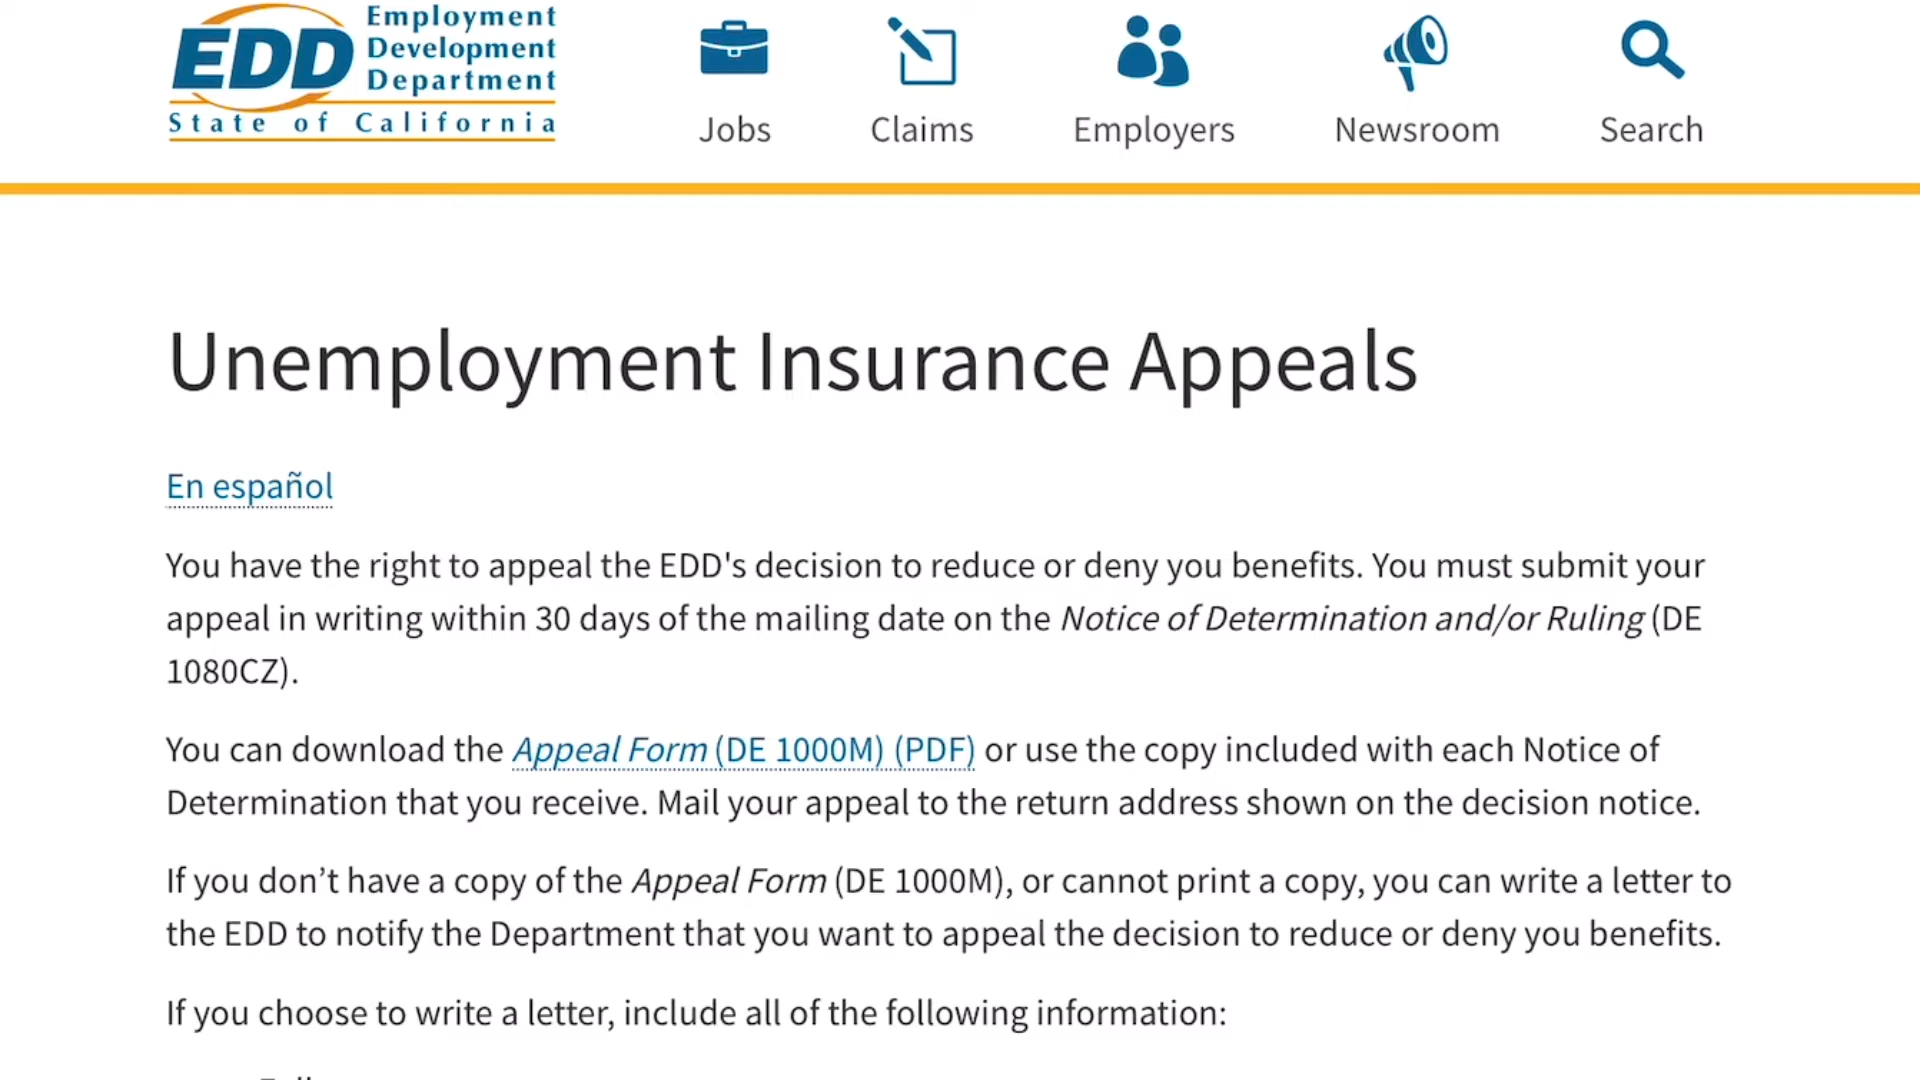 EDD
Employment
Development
Department
State of California
Jobs
Claims
Employers
Newsroom
Search
Unemployment Insurance Appeals
En español
You have the right to appeal the EDD's decision to reduce or deny you benefits. You must submit your
appeal in writing within 30 days of the mailing date on the Notice of Determination and/or Ruling (DE
1080CZ).
You can download the Appeal Form (DE 1000M) (PDF) or use the copy included with each Notice of
Determination that you receive. Mail your appeal to the return address shown on the decision notice.
If you don’t have a copy of the Appeal Form (DE 1000M), or cannot print a copy, you can write a letter to
the EDD to notify the Department that you want to appeal the decision to reduce or deny you benefits.
If you choose to write a letter, include all of the following information: